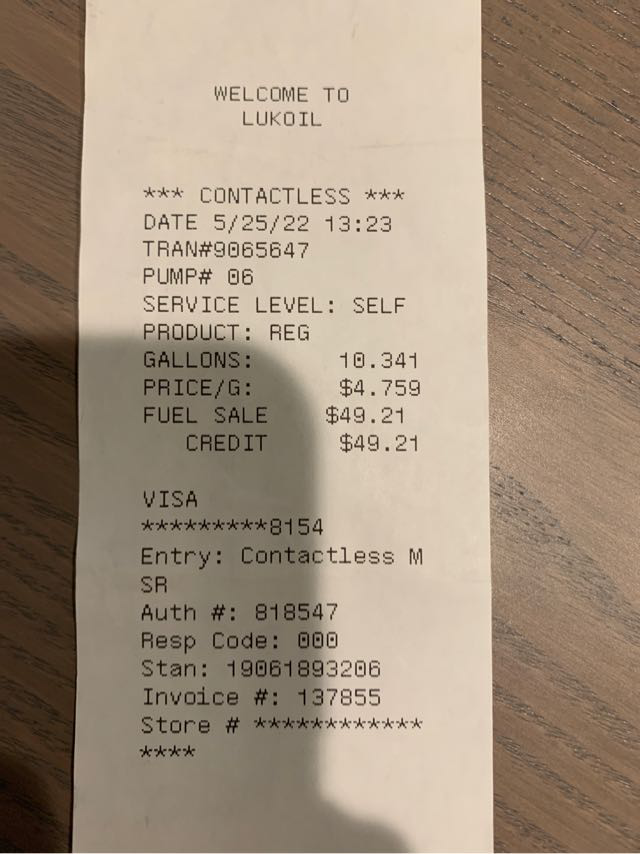 WELCOME TO
LUKOIL
*** CONTACTLESS ***
DATE 5/25/22 13:23
TRAN#9065647
PUMP# 06
SERVICE LEVEL: SELF
PRODUCT: REG
GALLONS: 10.341
PRICE/G: $4.759
FUEL SALE $49.21
CREDIT $49.21
VISA
*********8154
Entry: Contactless M
SR
Auth #: 818547
Resp Code: 000
Stan: 19061893206
Invoice #: 137855
Store # ************
****